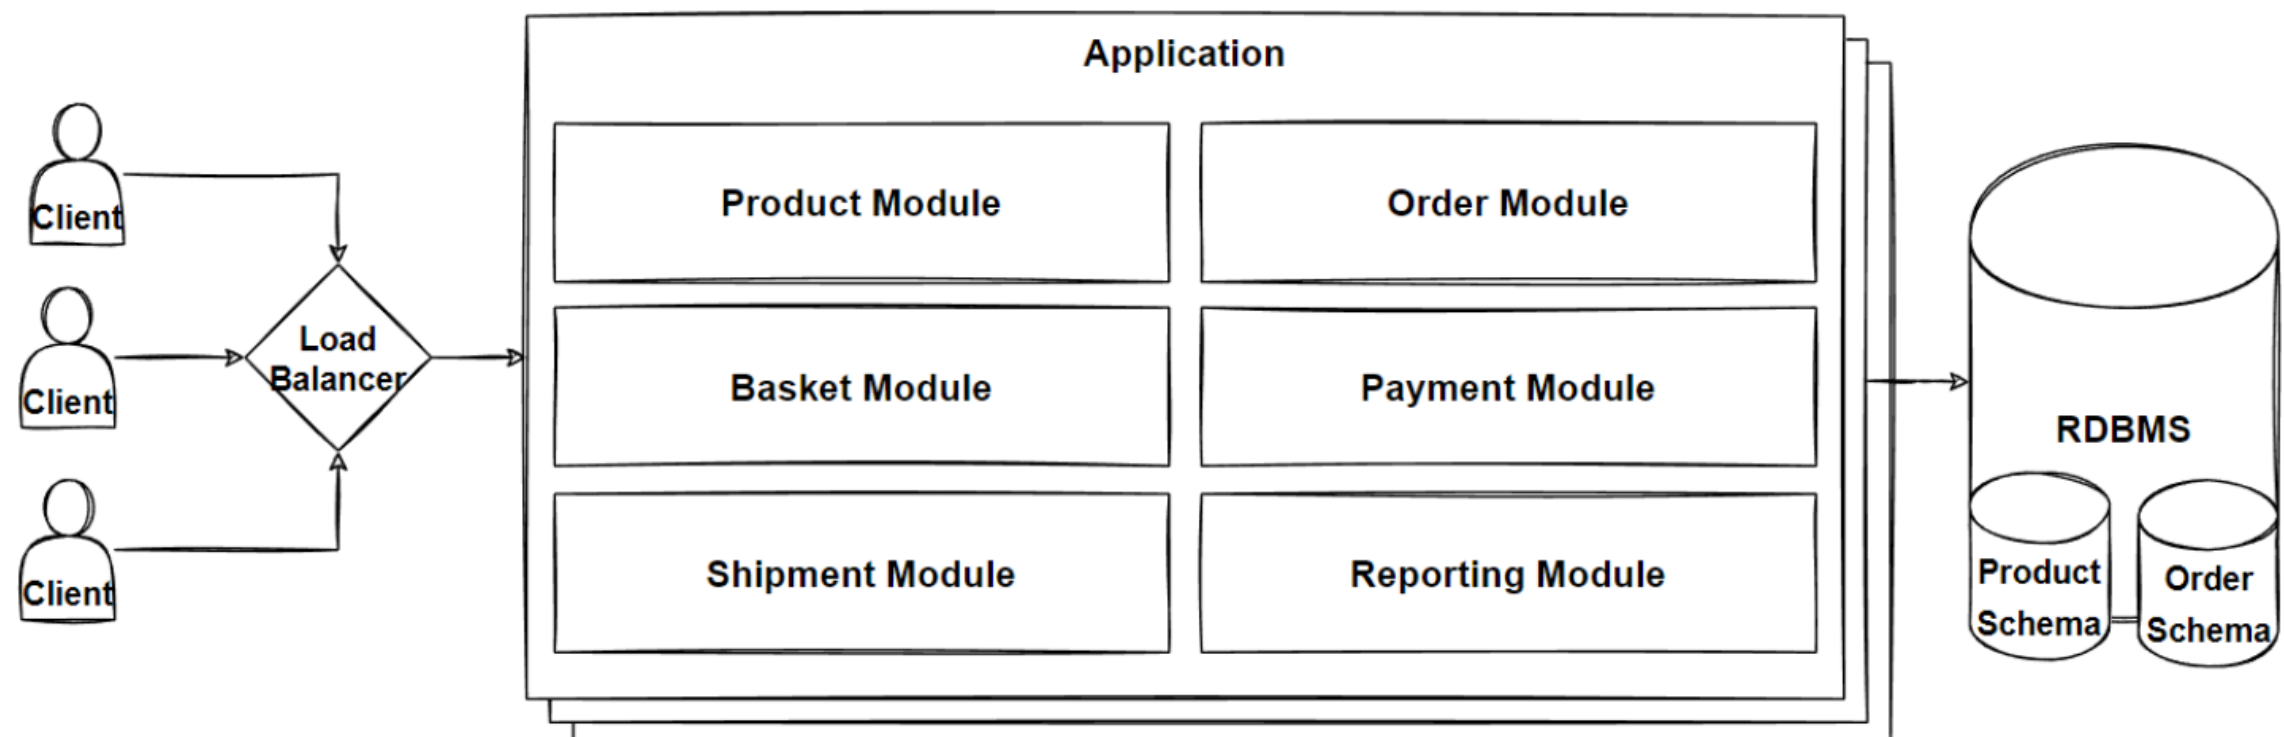 Application
Client
Client
Client
Load
Balancer
Product Module
Order Module
Basket Module
Payment Module
Shipment Module
Reporting Module
RDBMS
Product
Schema
Order
Schema